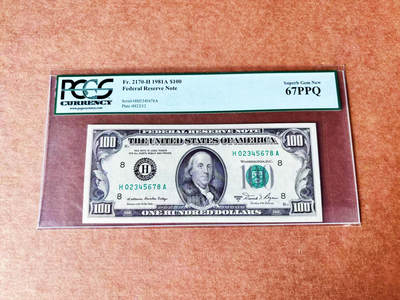 PCGS
CURRENCY
Fr. 2170-H 1981A $100
Federal Reserve Note
Superb Gem New
67PPQ
FEDERAL RESERVE NOTE
100
THE UNITED STATES OF AMERICA
100
8
H 02345678 A
H
WASHINGTON, D.C.
8
H 02345678 A
8
8
100
ONE HUNDRED DOLLARS
100